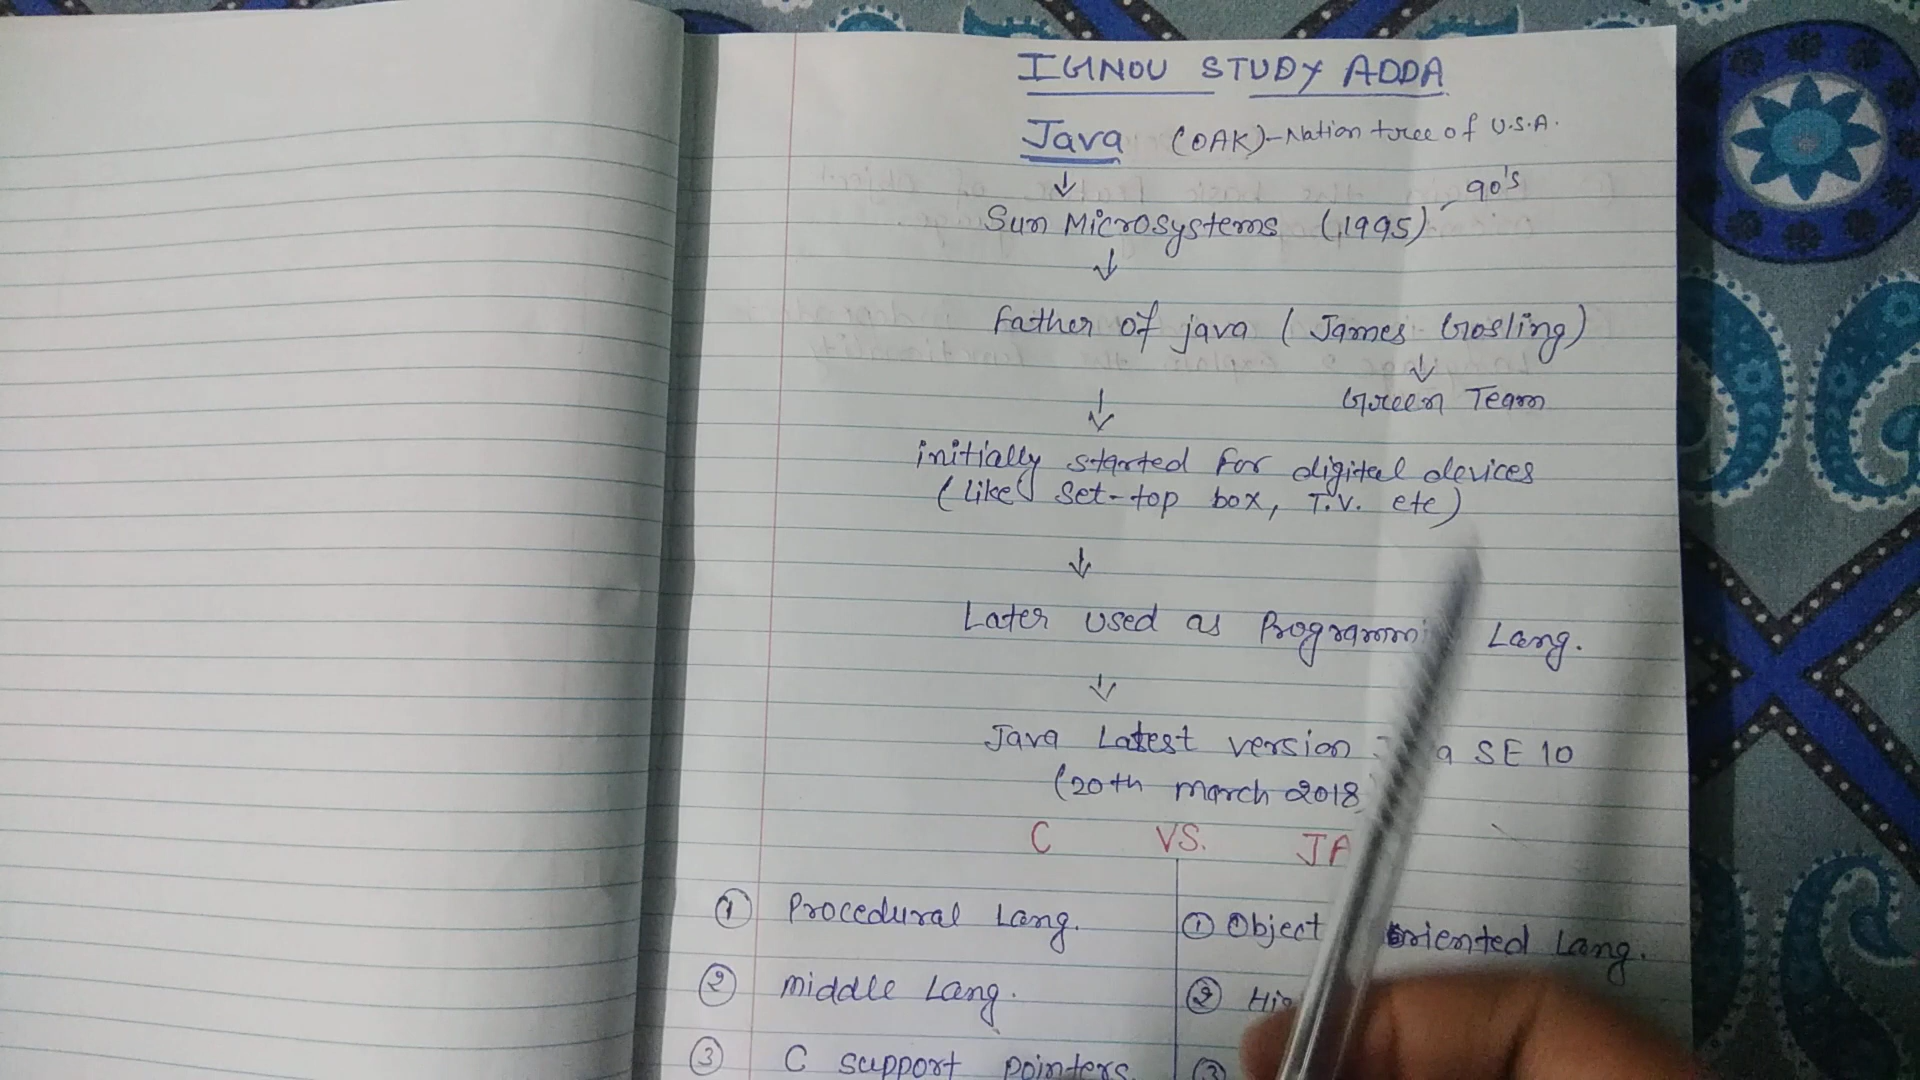 IGNOU STUDY ADDA
Java (OAK)-Nation tree of U.S.A.
↓
90's
Sun Microsystems (1995)
↓
Father of java (James Gosling)
↓
Green Team
↓
initially started for digital devices
(like set-top box, T.V. etc)
↓
Later used as Lang.
↓
Java Latest version SE 10
(20th march 2018
C VS.
① Procedural Lang. ① Object oriented Lang.
② middle Lang. ②
③ C support pointers ③